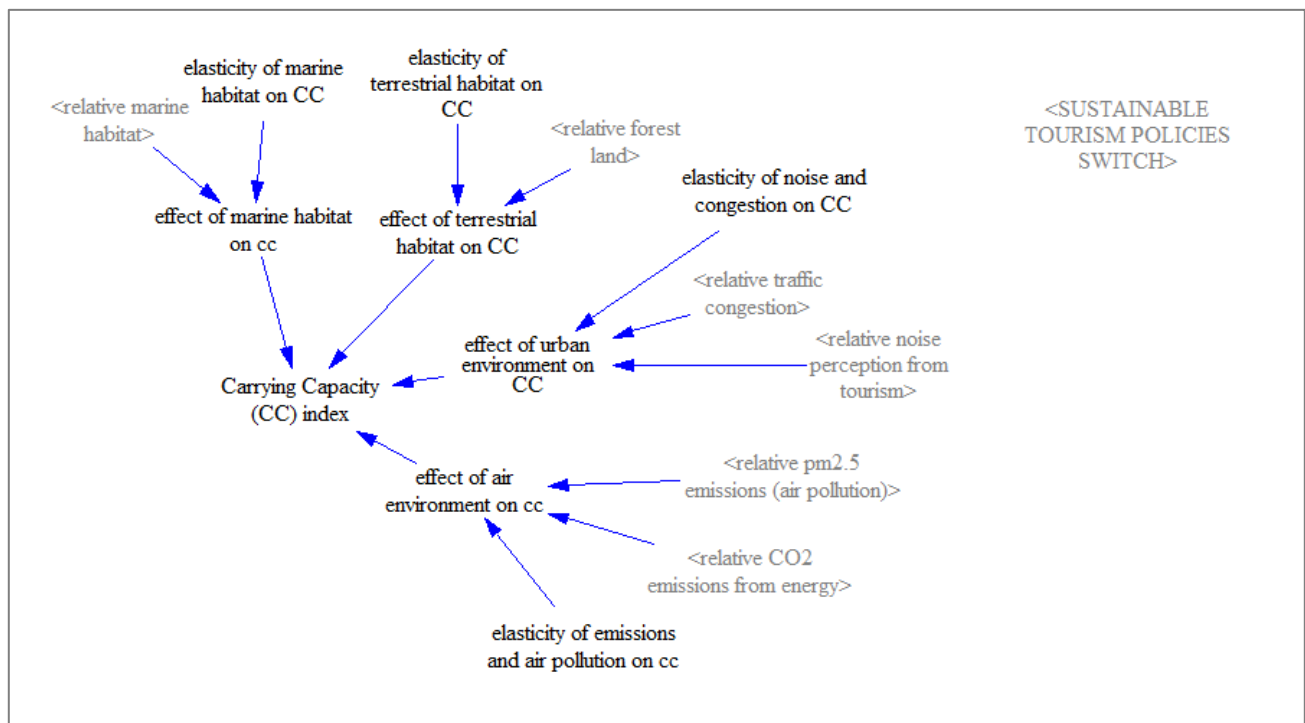 elasticity of marine
habitat on CC
elasticity of
terrestrial habitat on
CC
<relative marine
habitat>
<relative forest
land>
<SUSTAINABLE
TOURISM POLICIES
SWITCH>
elasticity of noise and
congestion on CC
effect of marine habitat
on cc
effect of terrestrial
habitat on CC
<relative traffic
congestion>
effect of urban
environment on
CC
<relative noise
perception from
tourism>
Carrying Capacity
(CC) index
effect of air
environment on cc
<relative pm2.5
emissions (air pollution)>
<relative CO2
emissions from energy>
elasticity of emissions
and air pollution on cc